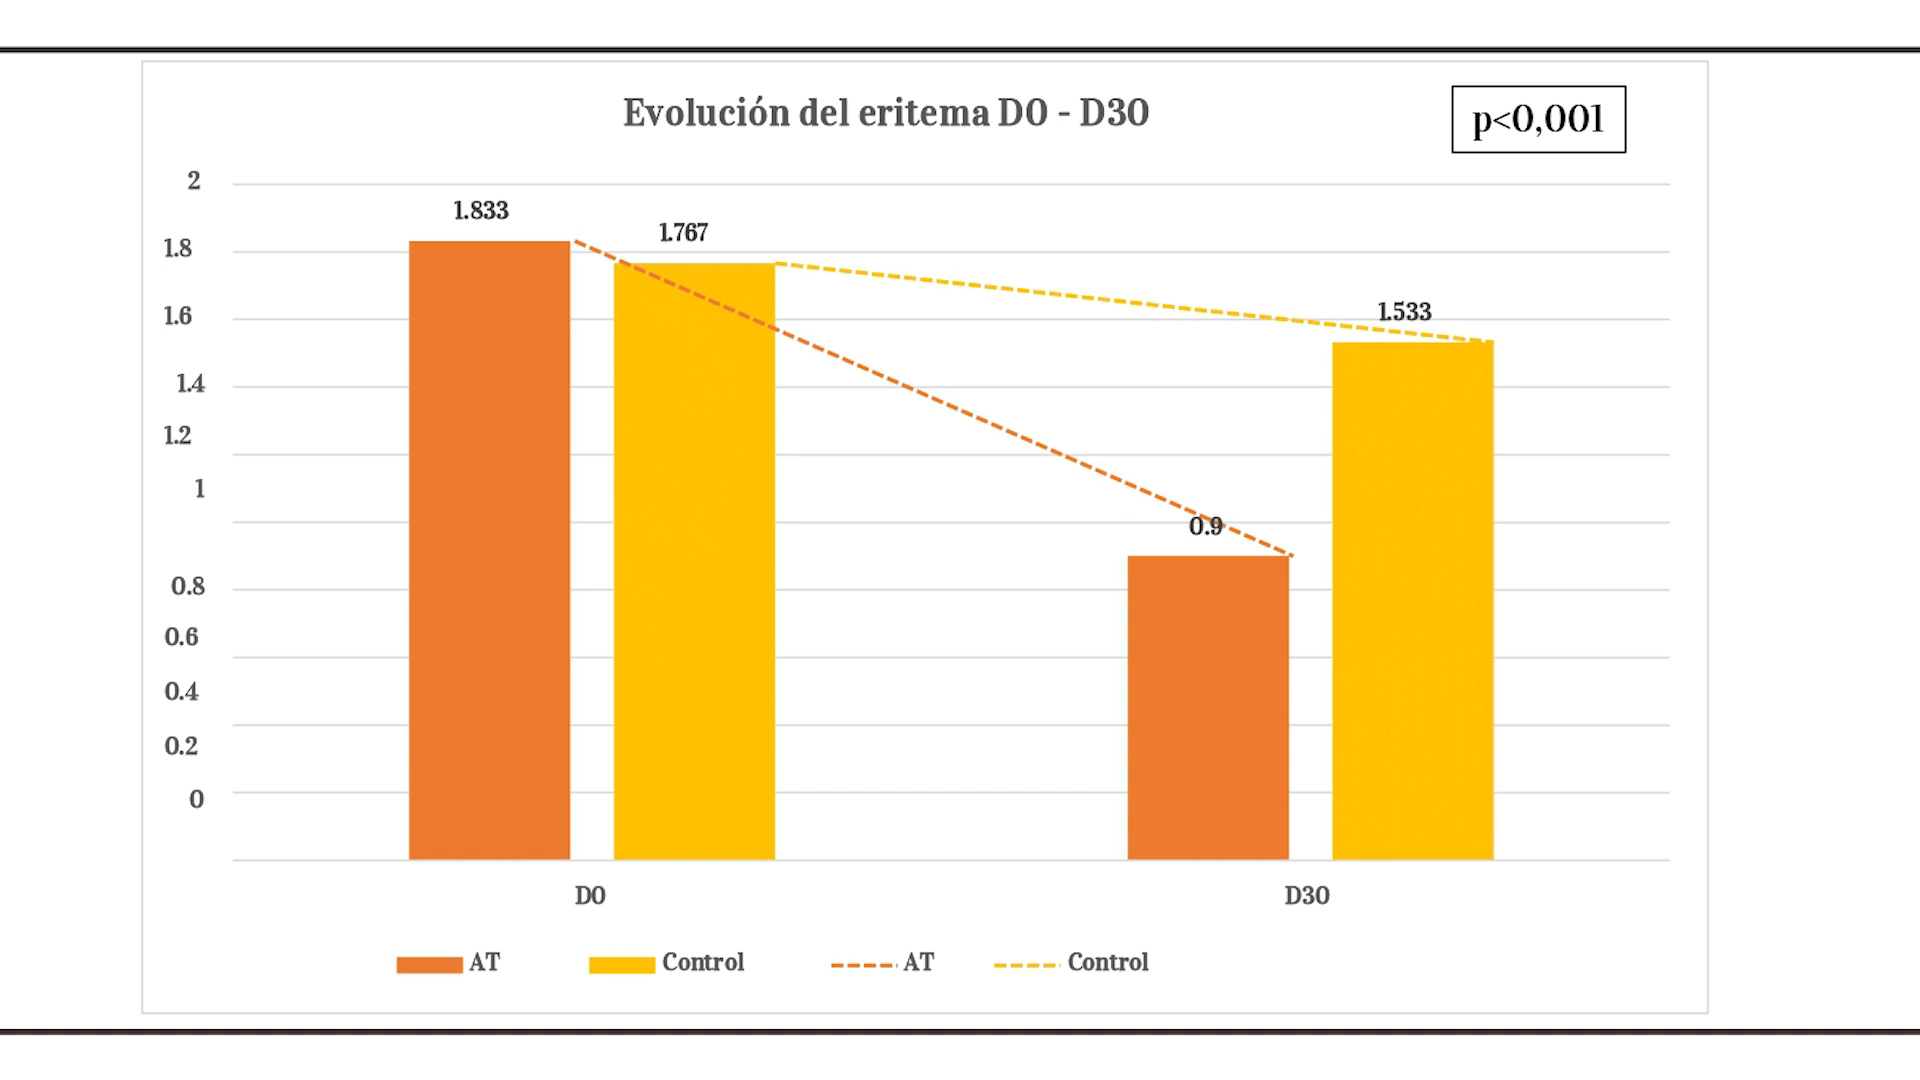 Evolución del eritema D0 - D30
p<0,001
2
1.8
1.6
1.4
1.2
1
0.8
0.6
0.4
0.2
0
1.833
1.767
0.9
1.533
D0
D30
AT
Control
AT
Control